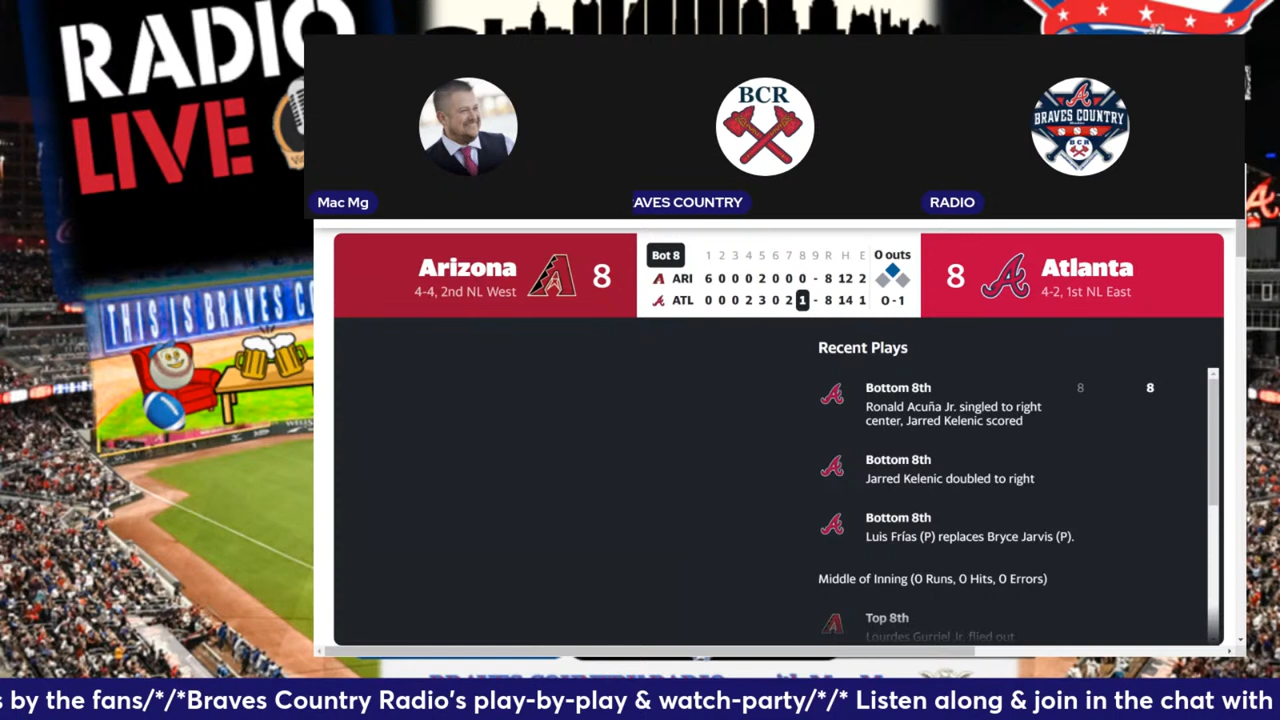 RADIO
LIVE
BCR
BRAVES COUNTRY
BCR
Mac Mg
AVES COUNTRY
RADIO
THIS IS BRAVES CO
Arizona
4-4, 2nd NL West
8
Bot 8
1 2 3 4 5 6 7 8 9 R H E
ARI 6 0 0 0 2 0 0 0 - 8 12 2
ATL 0 0 0 2 3 0 2 1 - 8 14 1
0 outs
0 - 1
8
Atlanta
4-2, 1st NL East
Recent Plays
Bottom 8th 8 8
Ronald Acuña Jr. singled to right
center, Jarred Kelenic scored
Bottom 8th
Jarred Kelenic doubled to right
Bottom 8th
Luis Frías (P) replaces Bryce Jarvis (P).
Middle of Inning (0 Runs, 0 Hits, 0 Errors)
Top 8th
Lourdes Gurriel Jr. flied out
s by the fans/*/*Braves Country Radio's play-by-play & watch-party/*/* Listen along & join in the chat with